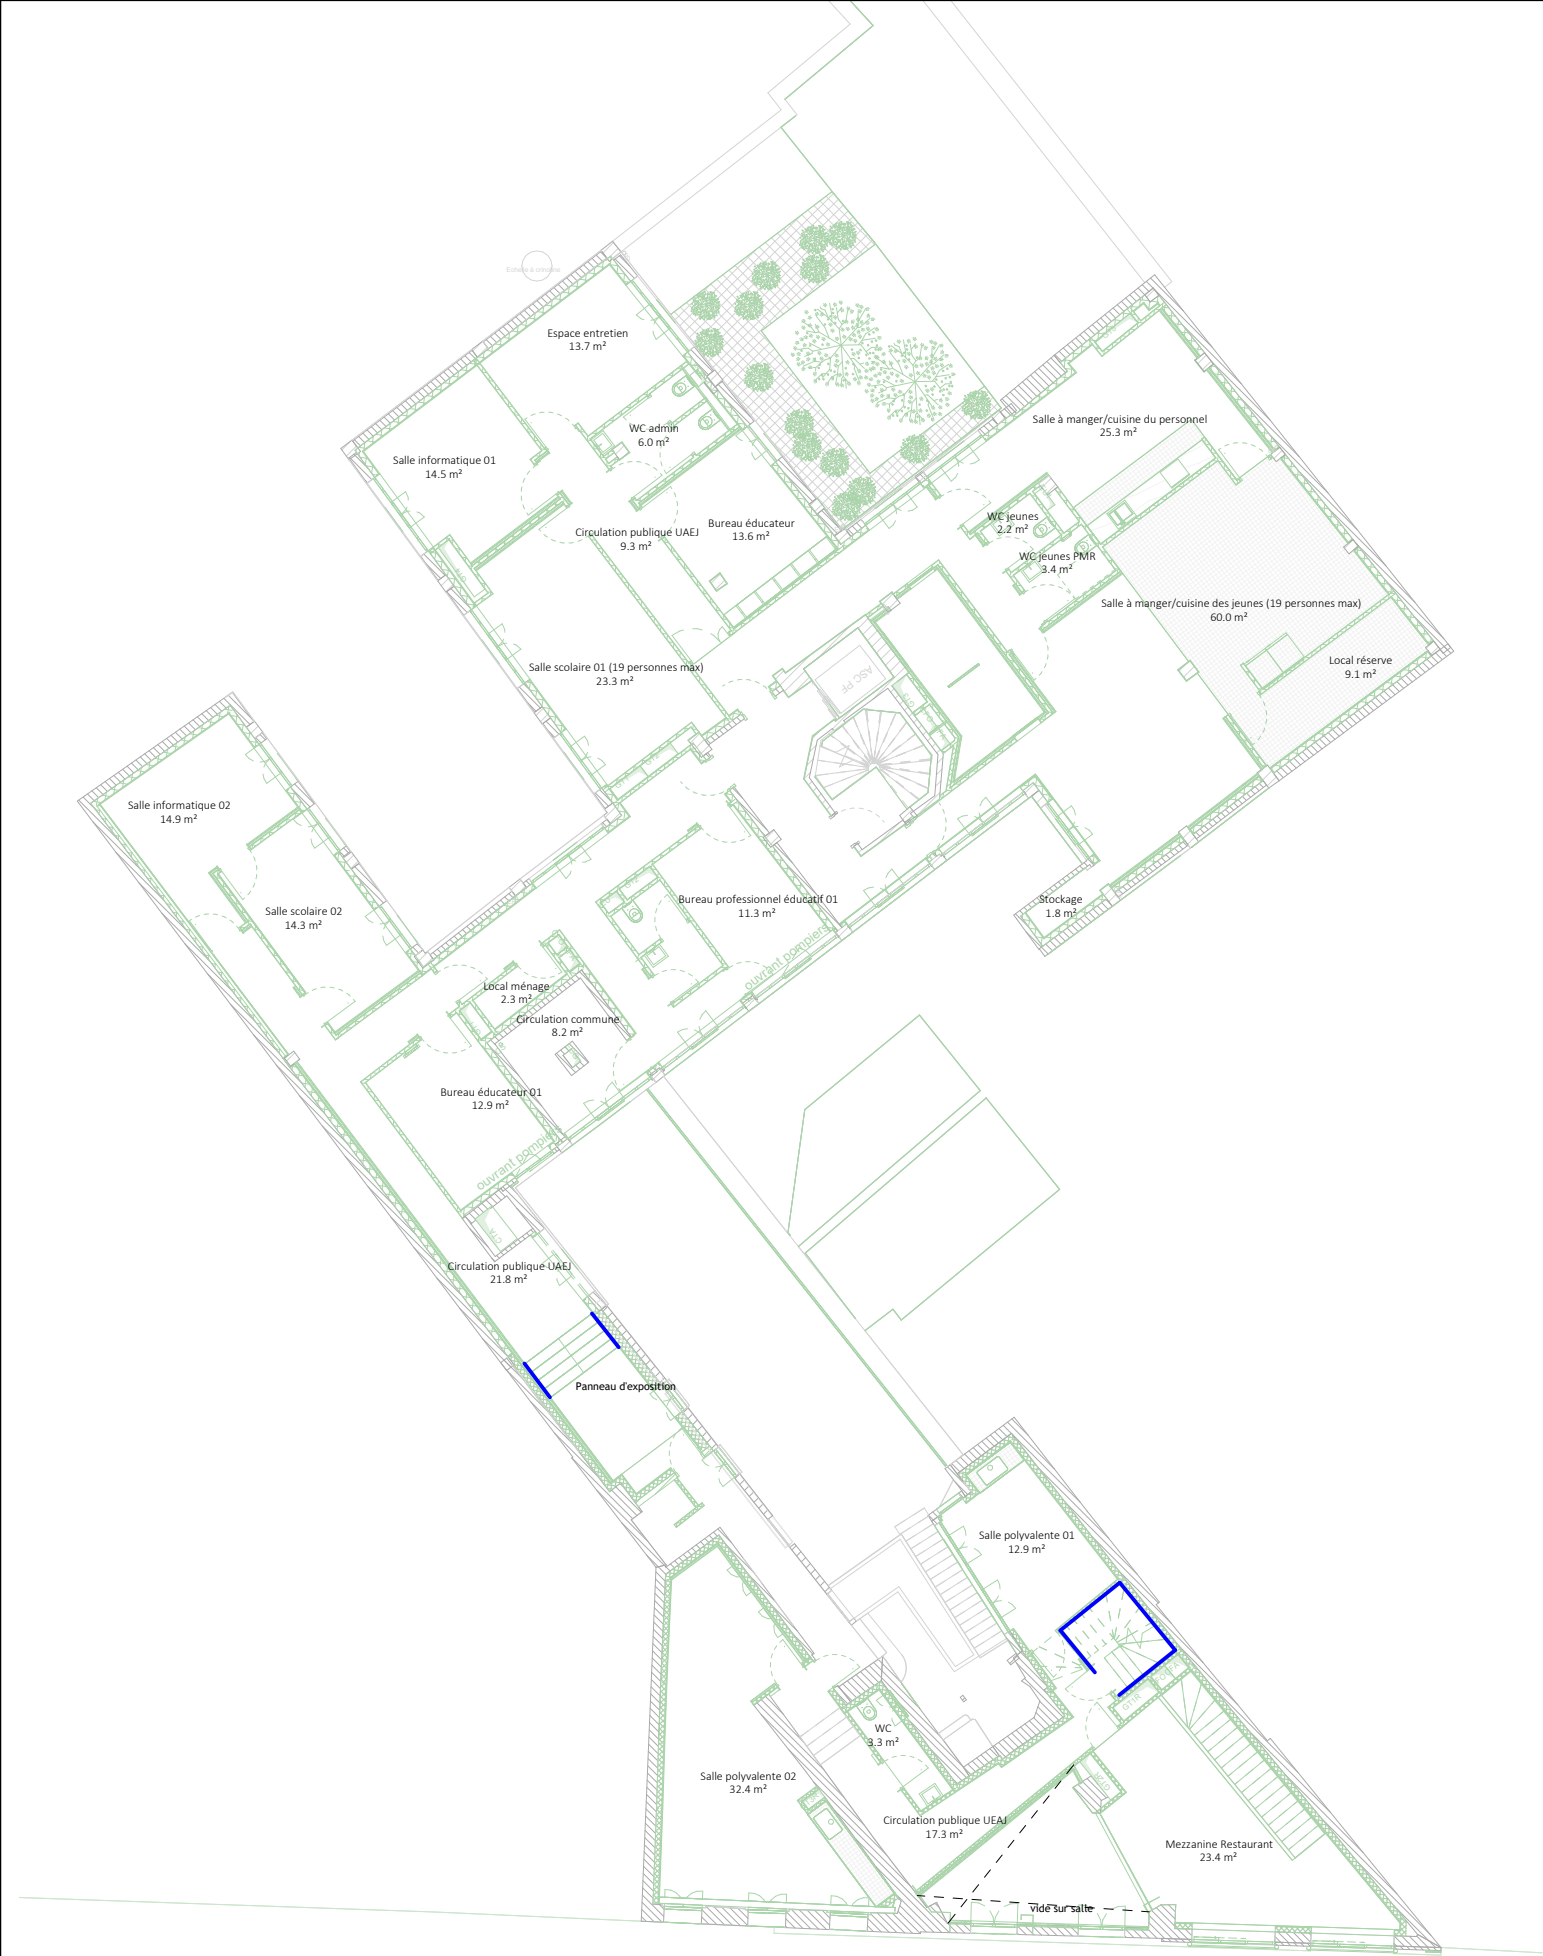 Echelle à crinoline
Espace entretien
13.7 m²
WC admin
6.0 m²
Salle informatique 01
14.5 m²
Salle à manger/cuisine du personnel
25.3 m²
Circulation publique UAEJ
9.3 m²
Bureau éducateur
13.6 m²
WC jeunes
2.2 m²
WC jeunes PMR
3.4 m²
Salle à manger/cuisine des jeunes (19 personnes max)
60.0 m²
Local réserve
9.1 m²
Salle scolaire 01 (19 personnes max)
23.3 m²
ASC PF
Salle informatique 02
14.9 m²
Salle scolaire 02
14.3 m²
Bureau professionnel éducatif 01
11.3 m²
Stockage
1.8 m²
ouvrant pompiers
Local ménage
2.3 m²
Circulation commune
8.2 m²
Bureau éducateur 01
12.9 m²
ouvrant pompiers
CTA
Circulation publique UAEJ
21.8 m²
Panneau d'exposition
Salle polyvalente 01
12.9 m²
GTIR
WC
3.3 m²
Salle polyvalente 02
32.4 m²
Circulation publique UEAJ
17.3 m²
Mezzanine Restaurant
23.4 m²
vide sur salle